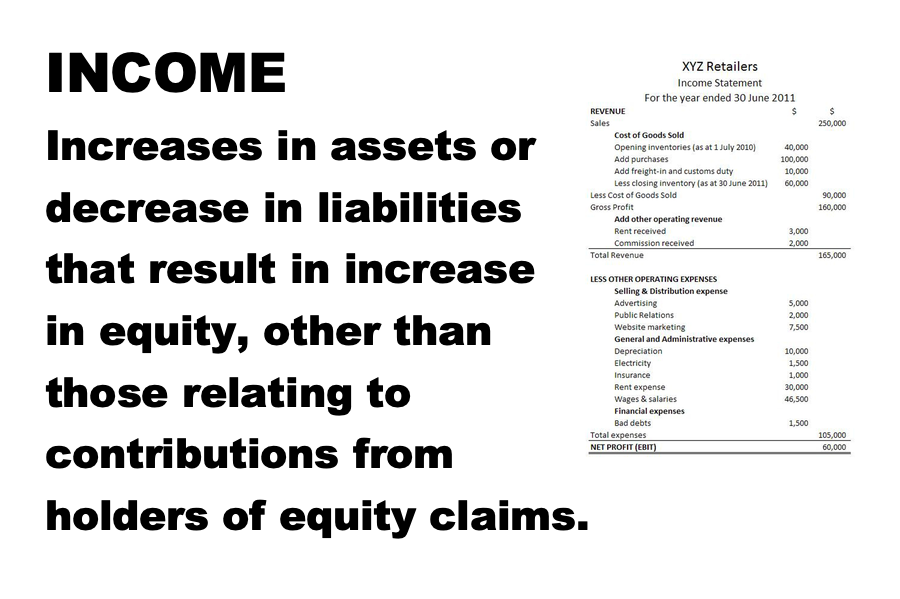 INCOME
Increases in assets or
decrease in liabilities
that result in increase
in equity, other than
those relating to
contributions from
holders of equity claims.
XYZ Retailers
Income Statement
For the year ended 30 June 2011
REVENUE $ $
Sales 250,000
Cost of Goods Sold
Opening inventories (as at 1 July 2010) 40,000
Add purchases 100,000
Add freight-in and customs duty 10,000
Less closing inventory (as at 30 June 2011) 60,000
Less Cost of Goods Sold 90,000
Gross Profit 160,000
Add other operating revenue
Rent received 3,000
Commission received 2,000
Total Revenue 165,000
LESS OTHER OPERATING EXPENSES
Selling & Distribution expense
Advertising 5,000
Public Relations 2,000
Website marketing 7,500
General and Administrative expenses
Depreciation 10,000
Electricity 1,500
Insurance 1,000
Rent expense 30,000
Wages & salaries 46,500
Financial expenses
Bad debts 1,500
Total expenses 105,000
NET PROFIT (EBIT) 60,000